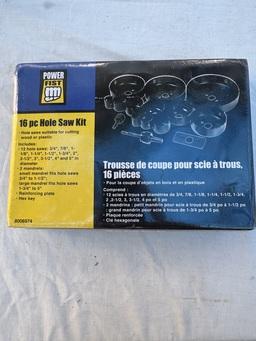 POWER
FIST
16 pc Hole Saw Kit
• Hole saws suitable for cutting
wood or plastic
Includes:
• 12 hole saws: 3/4", 7/8", 1-
1/8", 1-1/4", 1-1/2", 1-3/4", 2",
2-1/2", 3", 3-1/2", 4" and 5" in
diameter
• 2 mandrels:
small mandrel fits hole saws
3/4" to 1-1/2";
large mandrel fits hole saws
1-3/4" to 5"
• Reinforcing plate
• Hex key
8006974
Trousse de coupe pour scie à trous,
16 pièces
• Pour la coupe d'objets en bois et en plastique
Comprend :
• 12 scies à trous en diamètres de 3/4, 7/8, 1-1/8, 1-1/4, 1-1/2, 1-3/4,
2, 2-1/2, 3, 3-1/2, 4 po et 5 po
• 2 mandrins : petit mandrin pour scie à trous de 3/4 po à 1-1/2 po
; grand mandrin pour scie à trous de 1-3/4 po à 5 po
• Plaque renforcée
• Clé hexagonale